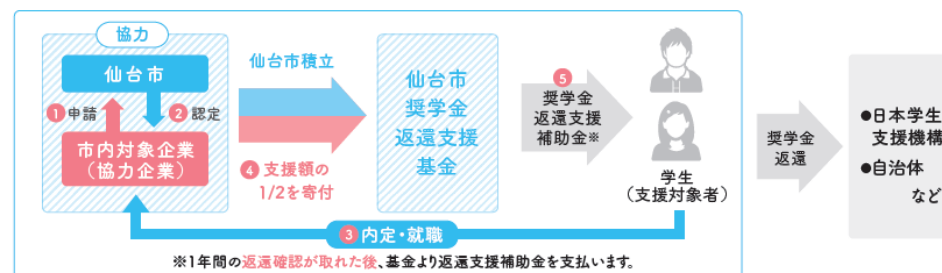 協力
仙台市
①申請
②認定
市内対象企業
（協力企業）
仙台市積立
④支援額の
1/2を寄付
仙台市
奨学金
返還支援
基金
⑤
奨学金
返還支援
補助金※
学生
（支援対象者）
③内定・就職
※1年間の返還確認が取れた後、基金より返還支援補助金を支払います。
奨学金
返還
●日本学生
支援機構
●自治体
など